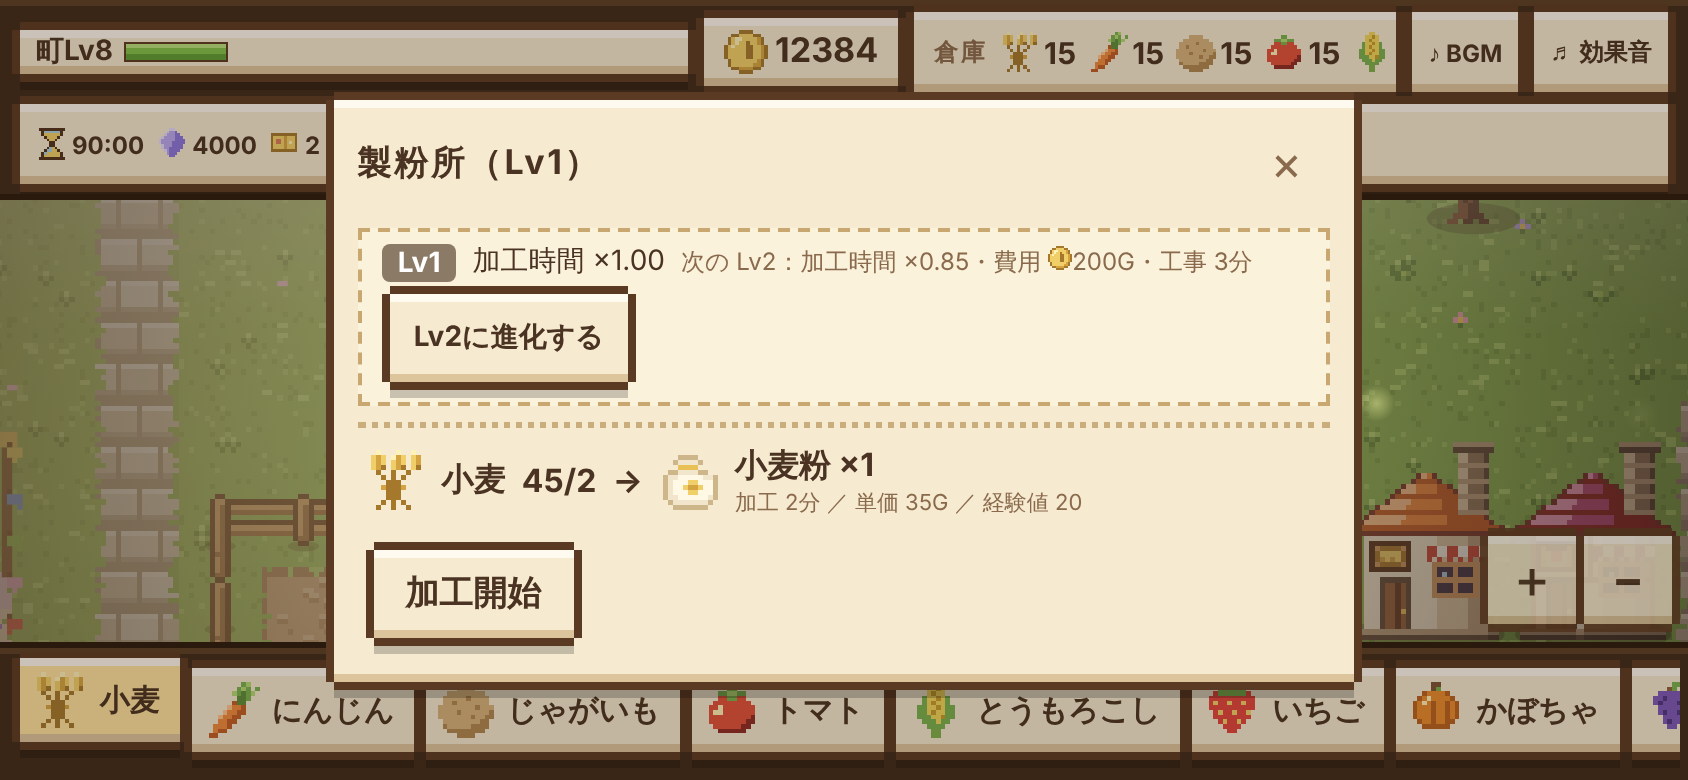 町Lv8
12384
倉庫 15 15 15 15
♪ BGM
♬ 効果音
90:00 4000 2
製粉所（Lv1）
×
Lv1 加工時間 ×1.00 次の Lv2：加工時間 ×0.85・費用 200G・工事 3分
Lv2に進化する
小麦 45/2 → 小麦粉 ×1
加工 2分 ／ 単価 35G ／ 経験値 20
加工開始
+ −
小麦 にんじん じゃがいも トマト とうもろこし いちご かぼちゃ